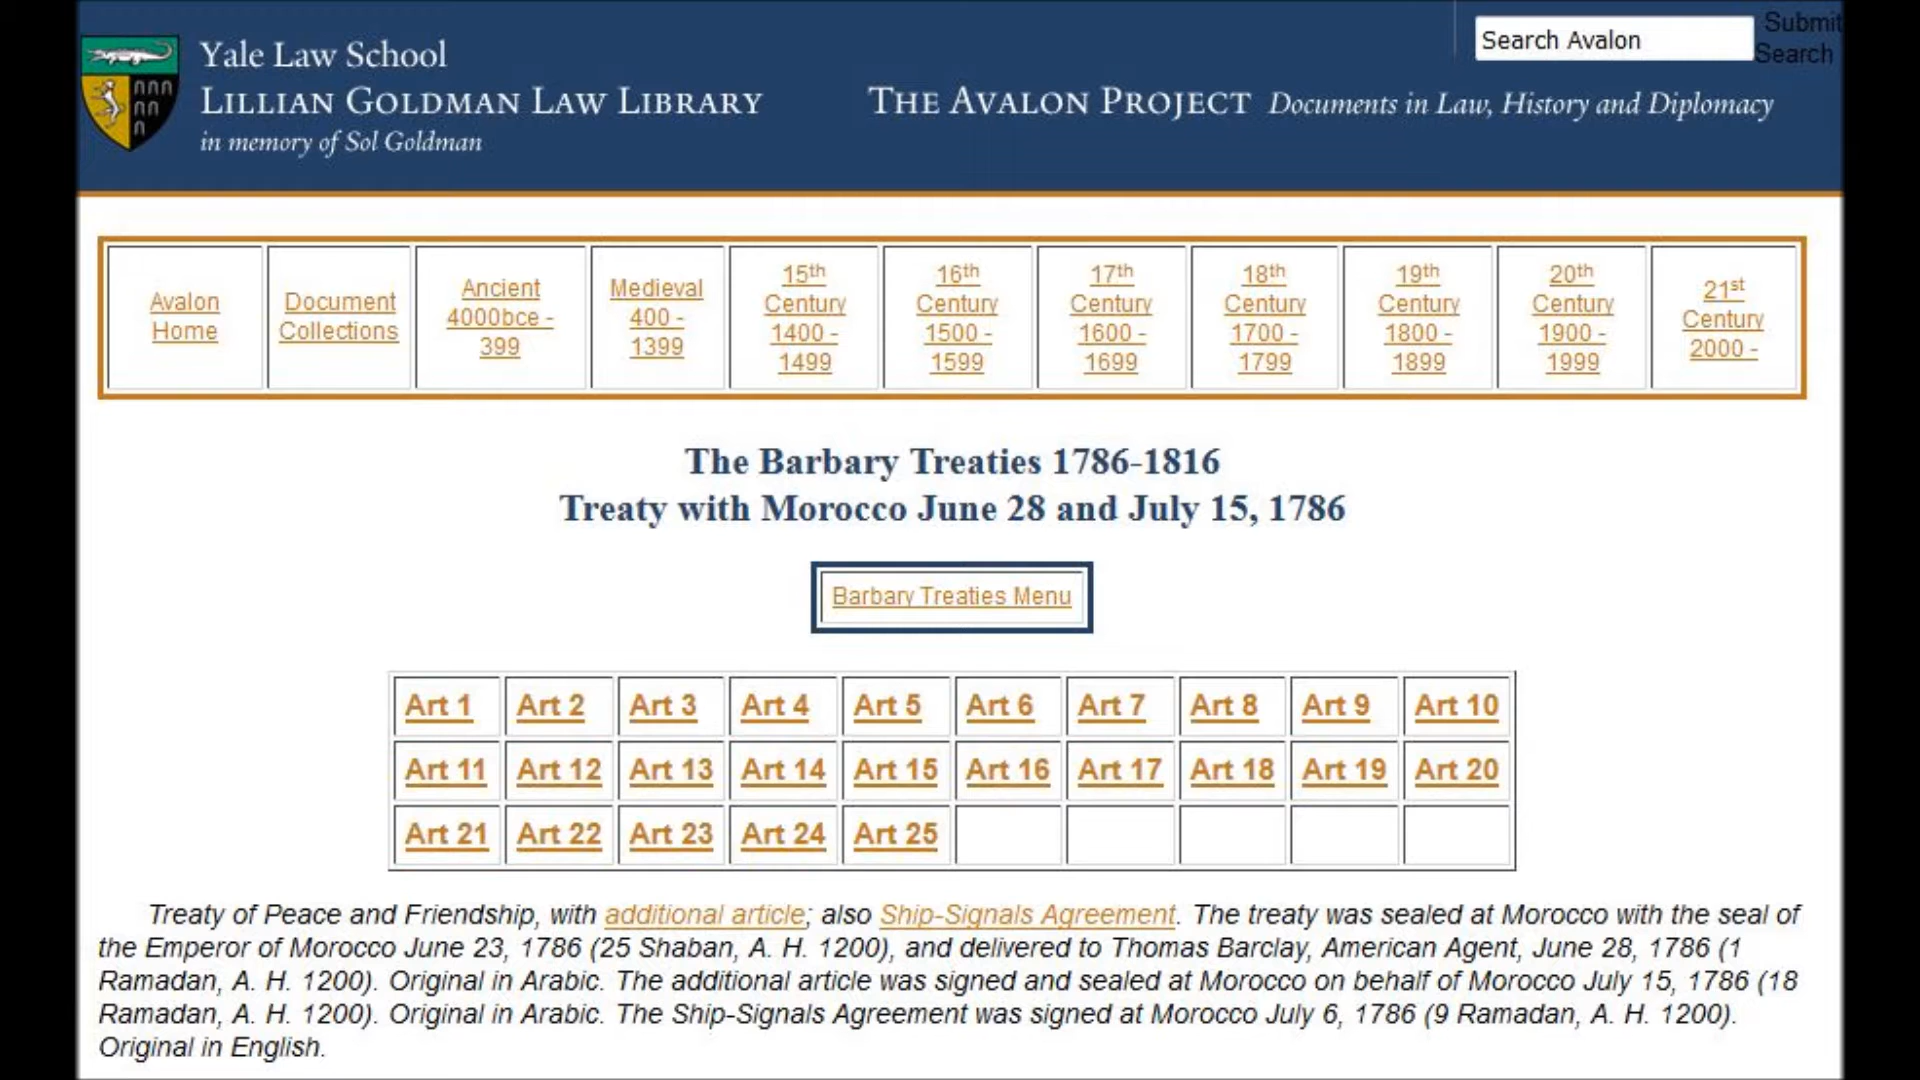 Submit
Search Avalon
Search
Yale Law School
LILLIAN GOLDMAN LAW LIBRARY
THE AVALON PROJECT Documents in Law, History and Diplomacy
in memory of Sol Goldman
Avalon
Home
Document
Collections
Ancient
4000bce -
399
Medieval
400 -
1399
15th
Century
1400 -
1499
16th
Century
1500 -
1599
17th
Century
1600 -
1699
18th
Century
1700 -
1799
19th
Century
1800 -
1899
20th
Century
1900 -
1999
21st
Century
2000 -
The Barbary Treaties 1786-1816
Treaty with Morocco June 28 and July 15, 1786
Barbary Treaties Menu
Art 1 Art 2 Art 3 Art 4 Art 5 Art 6 Art 7 Art 8 Art 9 Art 10
Art 11 Art 12 Art 13 Art 14 Art 15 Art 16 Art 17 Art 18 Art 19 Art 20
Art 21 Art 22 Art 23 Art 24 Art 25
Treaty of Peace and Friendship, with additional article; also Ship-Signals Agreement. The treaty was sealed at Morocco with the seal of
the Emperor of Morocco June 23, 1786 (25 Shaban, A. H. 1200), and delivered to Thomas Barclay, American Agent, June 28, 1786 (1
Ramadan, A. H. 1200). Original in Arabic. The additional article was signed and sealed at Morocco on behalf of Morocco July 15, 1786 (18
Ramadan, A. H. 1200). Original in Arabic. The Ship-Signals Agreement was signed at Morocco July 6, 1786 (9 Ramadan, A. H. 1200).
Original in English.